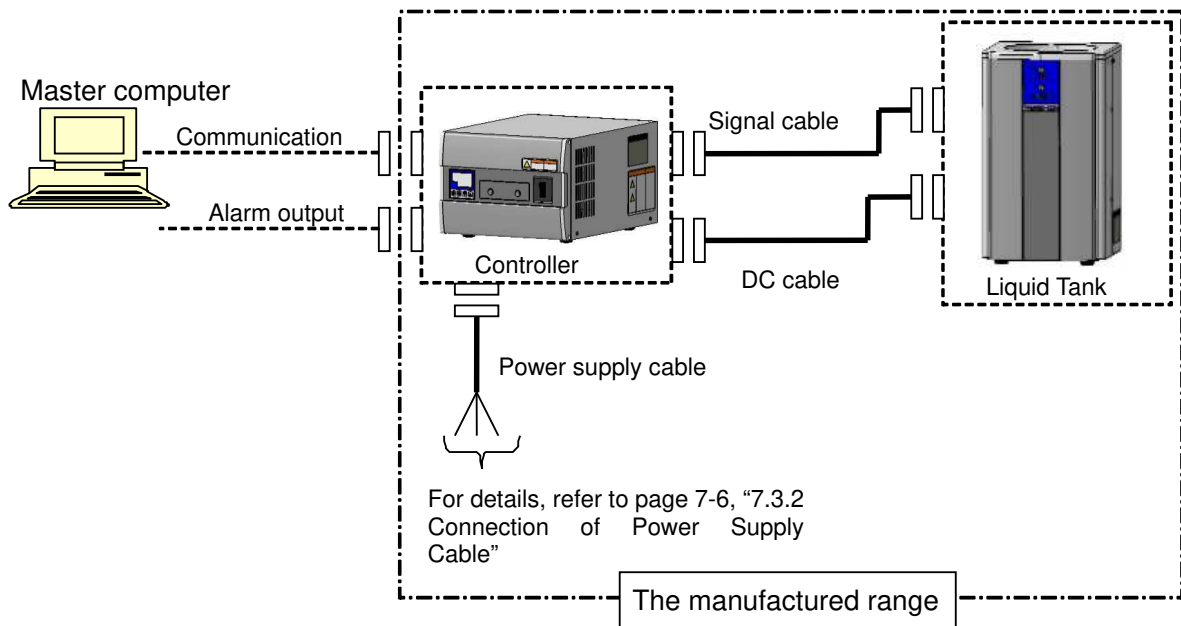 Master computer
Communication
Alarm output
Controller
Signal cable
DC cable
Liquid Tank
Power supply cable
For details, refer to page 7-6, “7.3.2
Connection of Power Supply
Cable”
The manufactured range